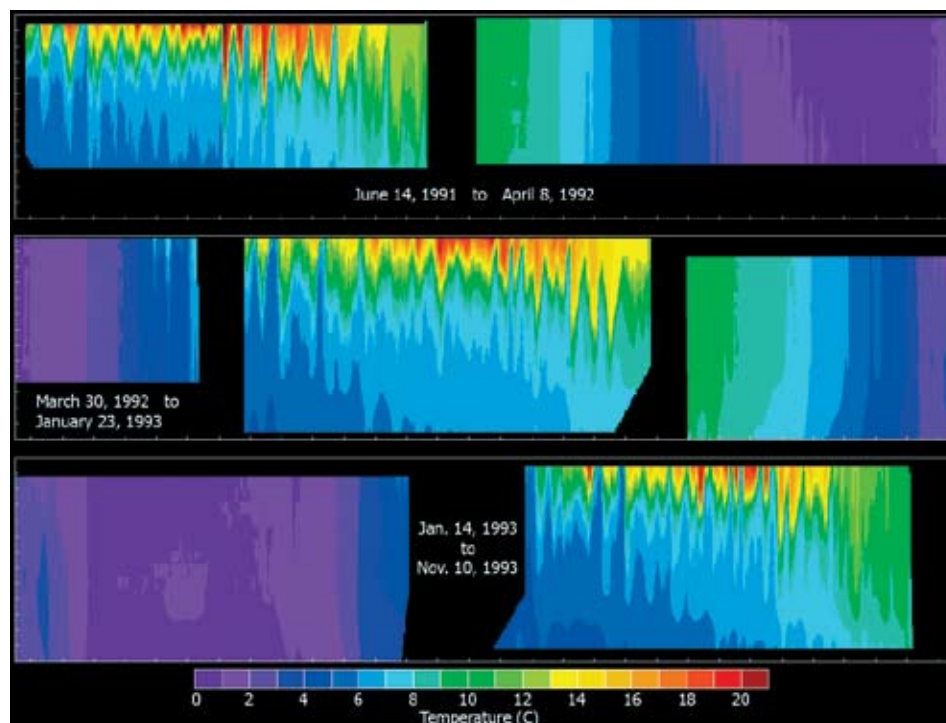 June 14, 1991 to April 8, 1992
March 30, 1992 to
January 23, 1993
Jan. 14, 1993
to
Nov. 10, 1993
0 2 4 6 8 10 12 14 16 18 20
Temperature (C)